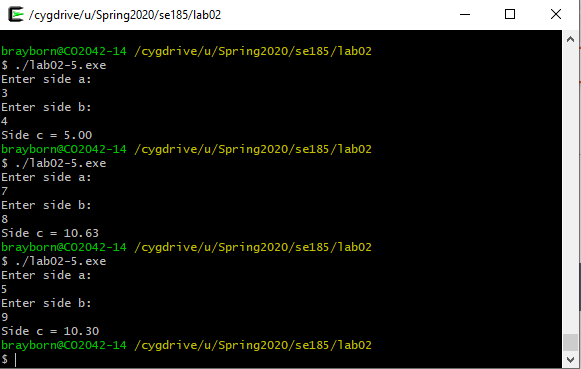 /cygdrive/u/Spring2020/se185/lab02
brayborn@CO2042-14 /cygdrive/u/Spring2020/se185/lab02
$ ./lab02-5.exe
Enter side a:
3
Enter side b:
4
Side c = 5.00
brayborn@CO2042-14 /cygdrive/u/Spring2020/se185/lab02
$ ./lab02-5.exe
Enter side a:
7
Enter side b:
8
Side c = 10.63
brayborn@CO2042-14 /cygdrive/u/Spring2020/se185/lab02
$ ./lab02-5.exe
Enter side a:
5
Enter side b:
9
Side c = 10.30
brayborn@CO2042-14 /cygdrive/u/Spring2020/se185/lab02
$